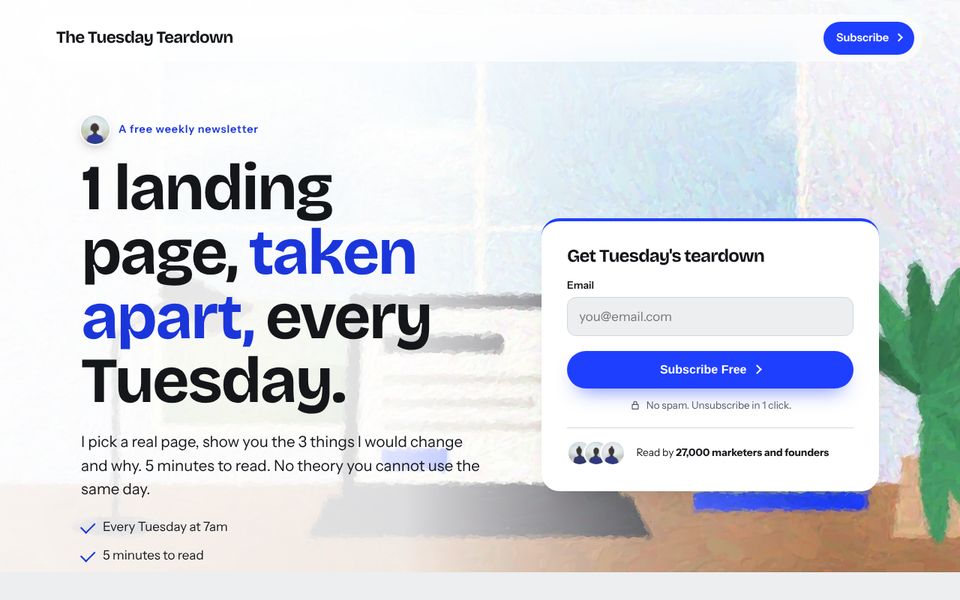 The Tuesday Teardown
Subscribe
A free weekly newsletter
1 landing
page, taken
apart, every
Tuesday.
I pick a real page, show you the 3 things I would change
and why. 5 minutes to read. No theory you cannot use the
same day.
Every Tuesday at 7am
5 minutes to read
Get Tuesday's teardown
Email
you@email.com
Subscribe Free
No spam. Unsubscribe in 1 click.
Read by 27,000 marketers and founders